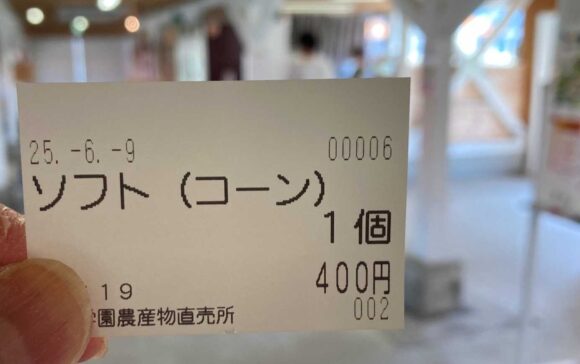 25.-6.-9 00006
ソフト(コーン)
1個
400円
19
園農産物直売所 002